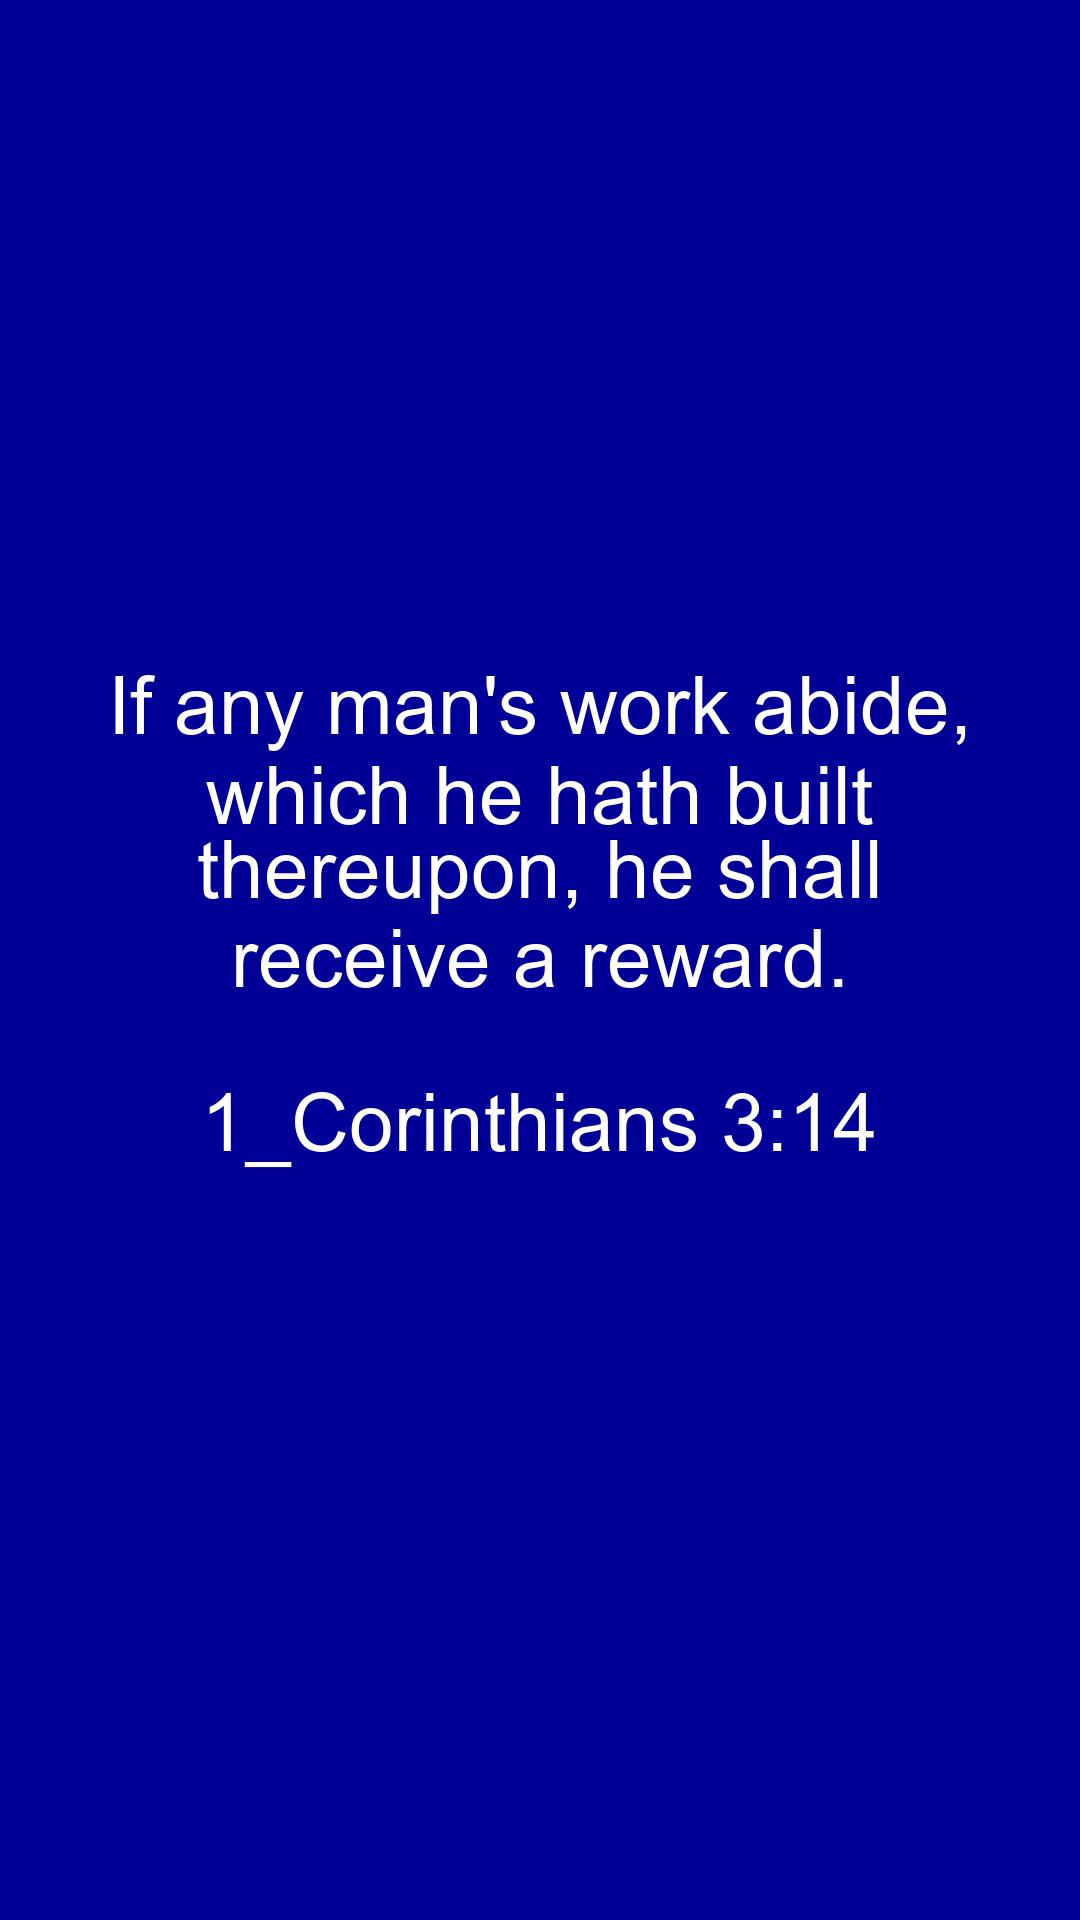 If any man's work abide,
which he hath built
thereupon, he shall
receive a reward.
1_Corinthians 3:14